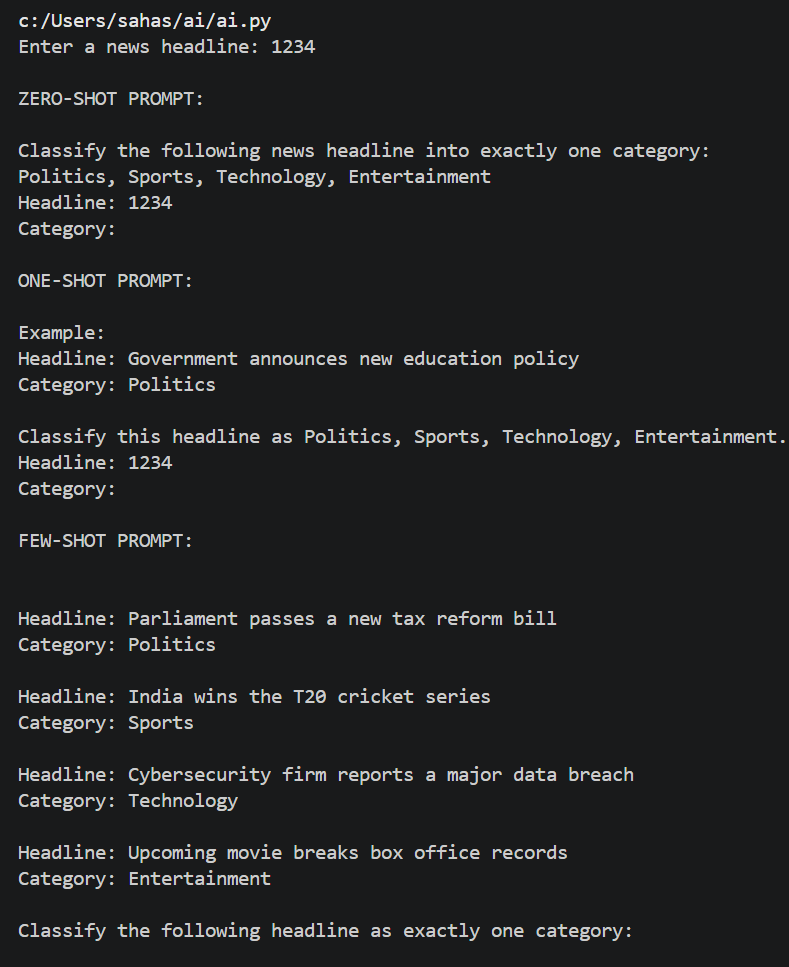 c:/Users/sahas/ai/ai.py
Enter a news headline: 1234
ZERO-SHOT PROMPT:
Classify the following news headline into exactly one category:
Politics, Sports, Technology, Entertainment
Headline: 1234
Category:
ONE-SHOT PROMPT:
Example:
Headline: Government announces new education policy
Category: Politics
Classify this headline as Politics, Sports, Technology, Entertainment.
Headline: 1234
Category:
FEW-SHOT PROMPT:
Headline: Parliament passes a new tax reform bill
Category: Politics
Headline: India wins the T20 cricket series
Category: Sports
Headline: Cybersecurity firm reports a major data breach
Category: Technology
Headline: Upcoming movie breaks box office records
Category: Entertainment
Classify the following headline as exactly one category: